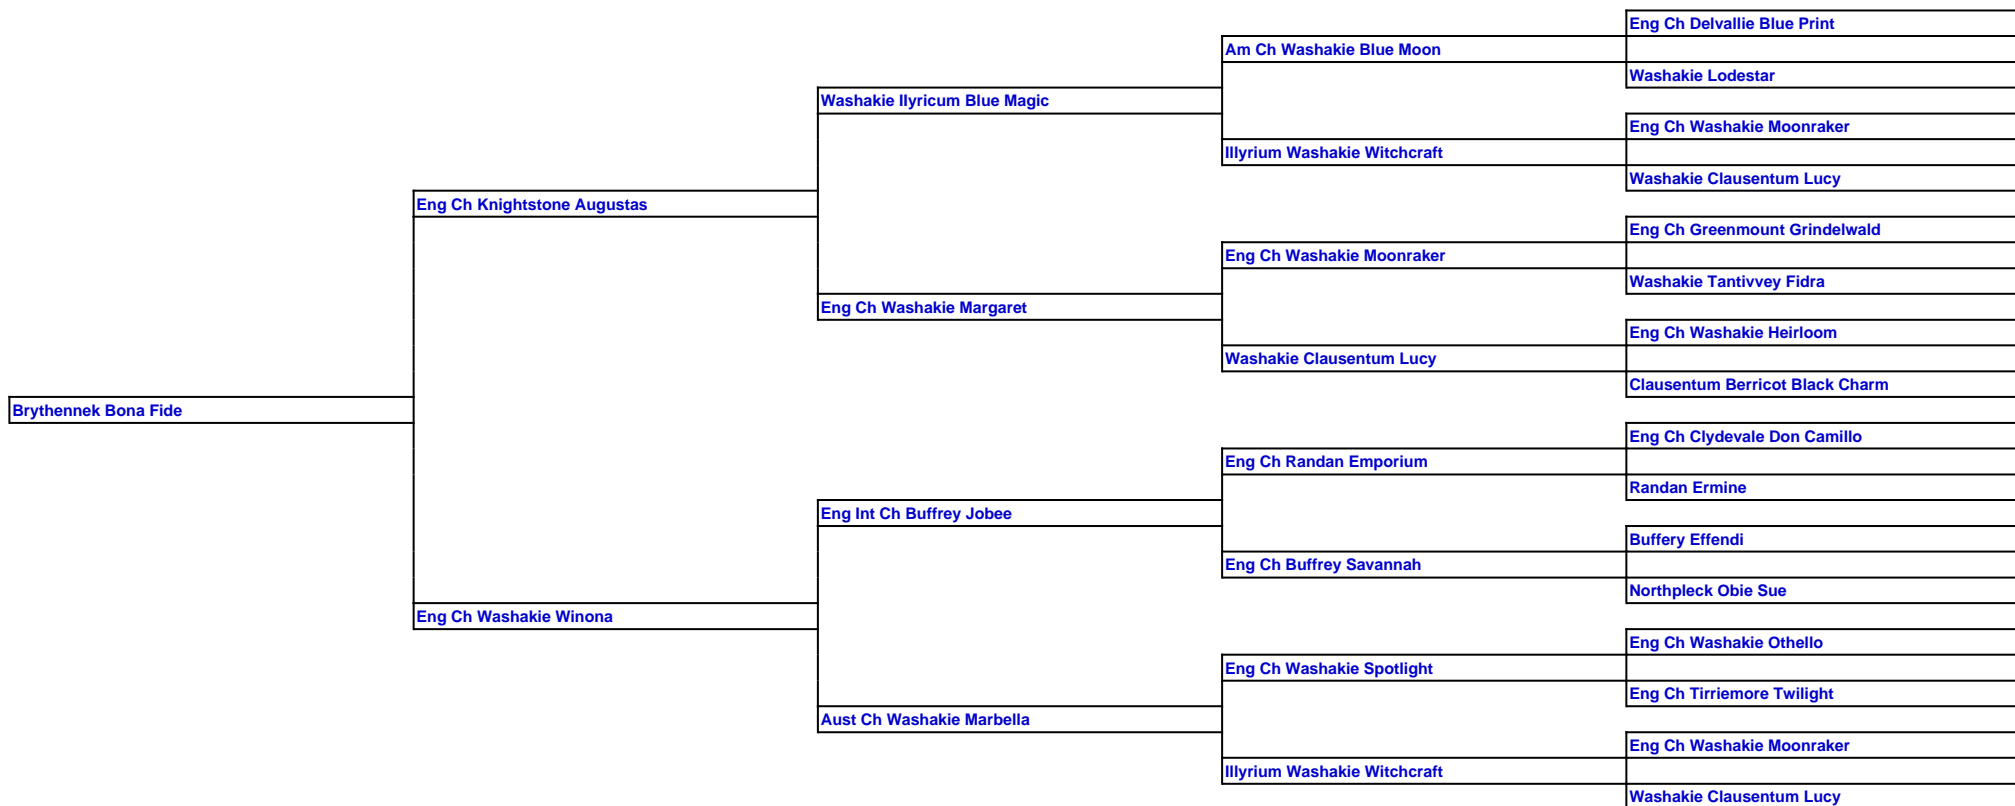 Eng Ch Delvallie Blue Print
Am Ch Washakie Blue Moon
Washakie Lodestar
Washakie Ilyricum Blue Magic
Eng Ch Washakie Moonraker
Illyrium Washakie Witchcraft
Washakie Clausentum Lucy
Eng Ch Knightstone Augustas
Eng Ch Greenmount Grindelwald
Eng Ch Washakie Moonraker
Washakie Tantivvey Fidra
Eng Ch Washakie Margaret
Eng Ch Washakie Heirloom
Washakie Clausentum Lucy
Clausentum Berricot Black Charm
Brythennek Bona Fide
Eng Ch Clydevale Don Camillo
Eng Ch Randan Emporium
Randan Ermine
Eng Int Ch Buffrey Jobee
Buffery Effendi
Eng Ch Buffrey Savannah
Northpleck Obie Sue
Eng Ch Washakie Winona
Eng Ch Washakie Othello
Eng Ch Washakie Spotlight
Eng Ch Tirriemore Twilight
Aust Ch Washakie Marbella
Eng Ch Washakie Moonraker
Illyrium Washakie Witchcraft
Washakie Clausentum Lucy